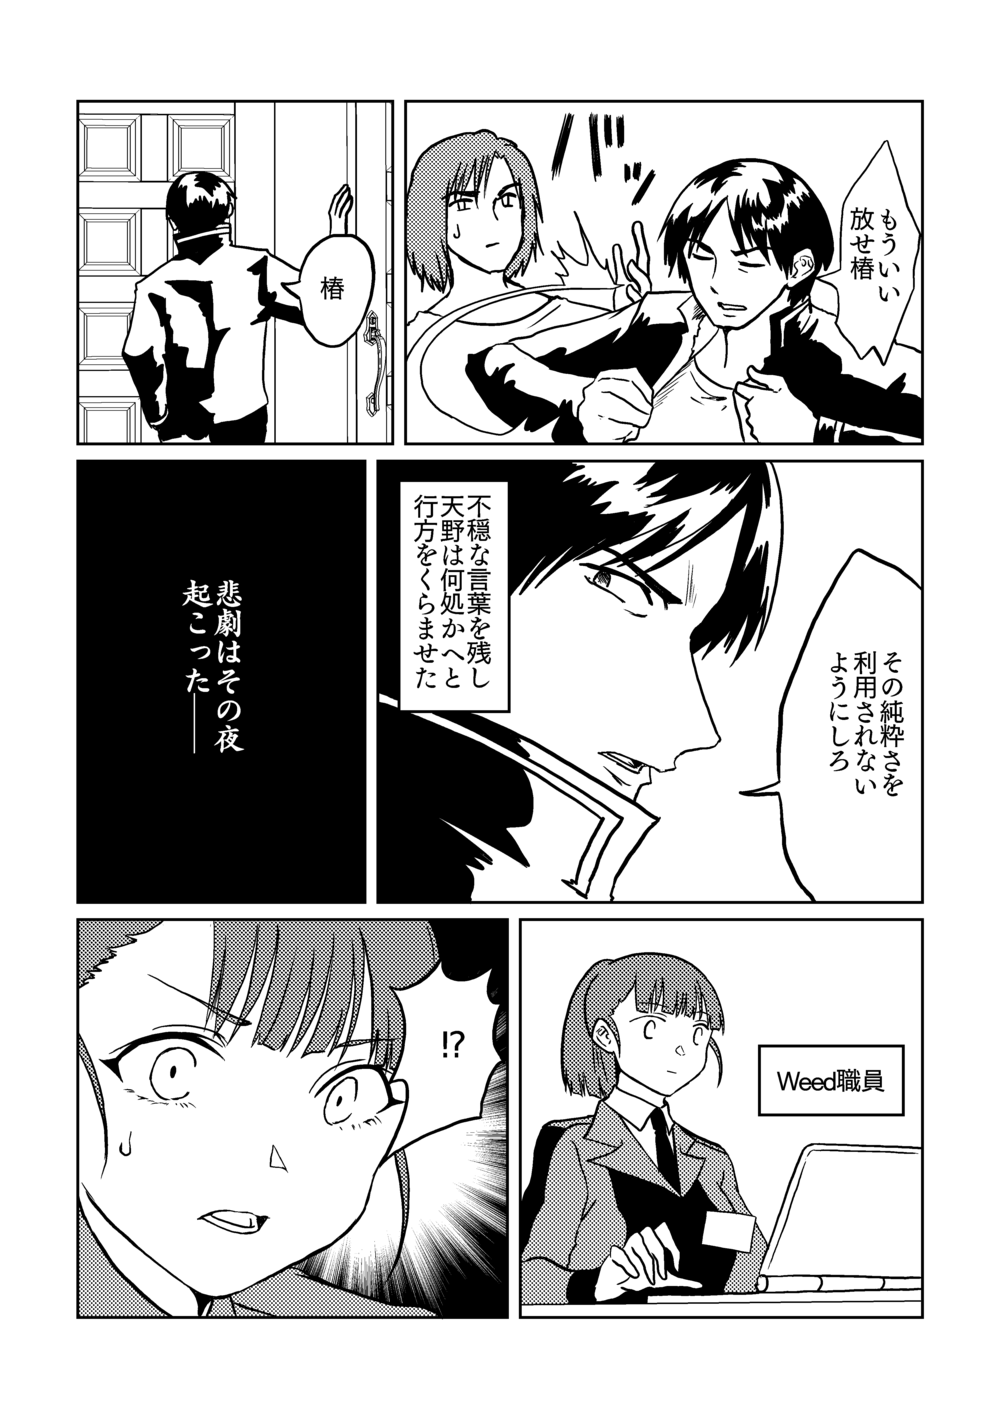 もういい
放せ椿
バッ
椿
その純粋さを
利用されない
ようにしろ
不穏な言葉を残し
天野は何処かへと
行方をくらませた
悲劇はその夜
起こった──
Weed職員
!?